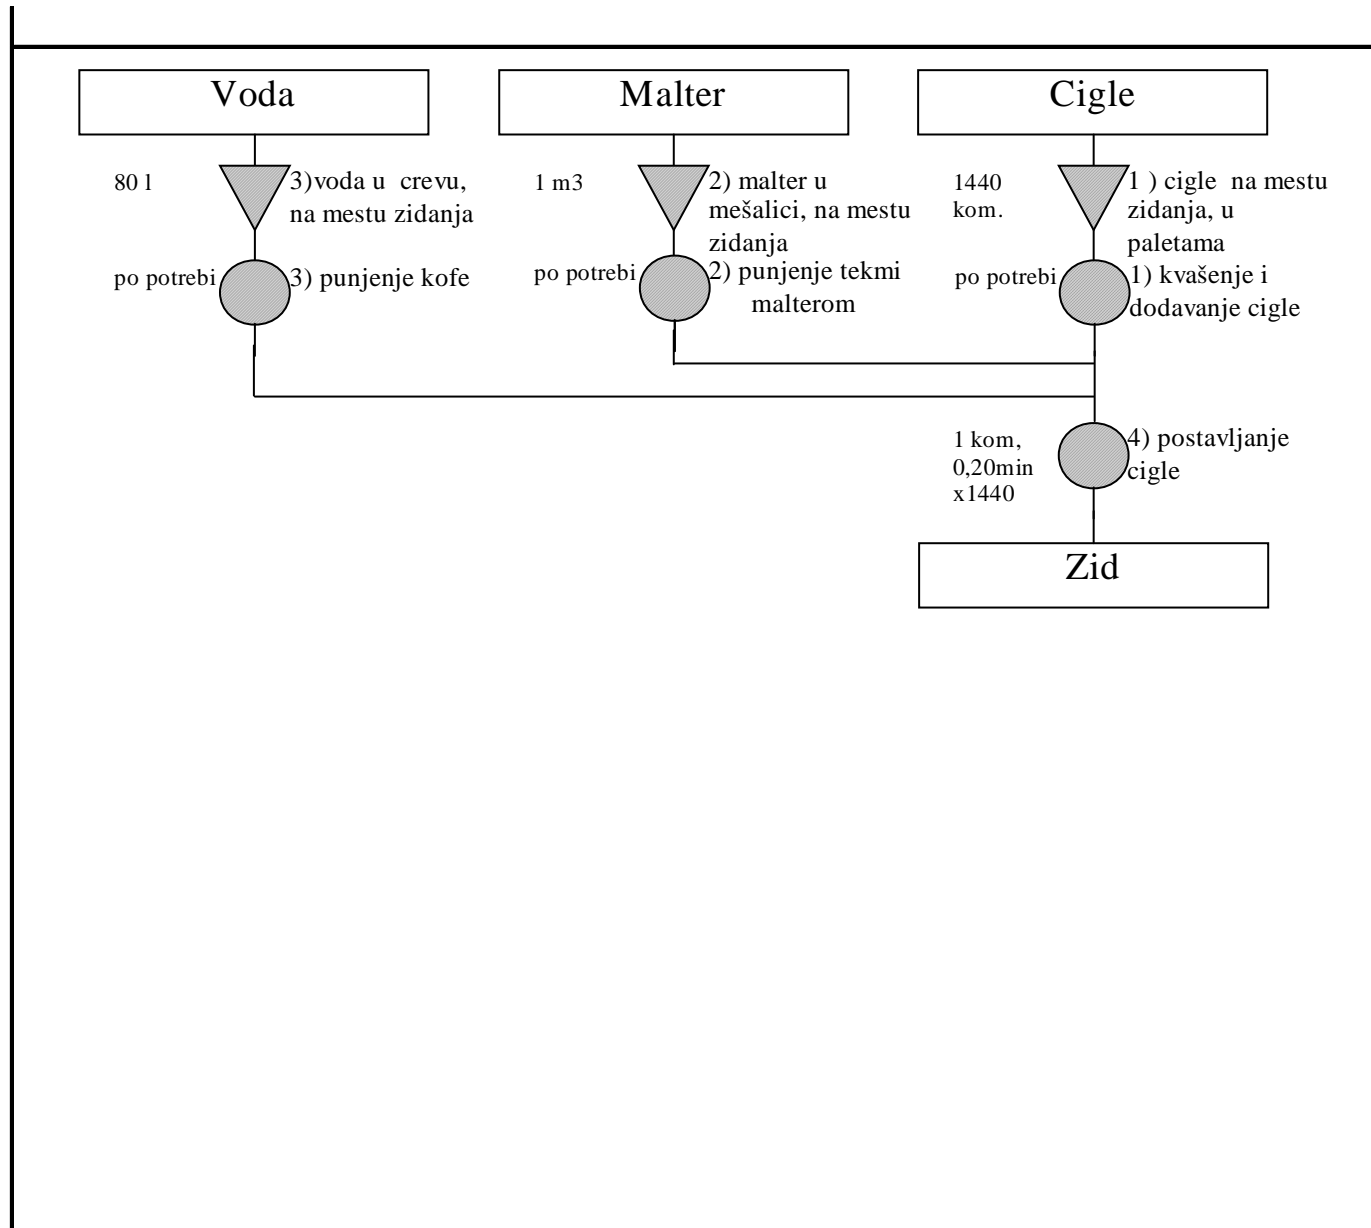 Voda
Malter
Cigle
80 l
3)voda u crevu,
na mestu zidanja
1 m3
2) malter u
mešalici, na mestu
zidanja
1440
kom.
1 ) cigle na mestu
zidanja, u
paletama
po potrebi
3) punjenje kofe
po potrebi
2) punjenje tekmi
malterom
po potrebi
1) kvašenje i
dodavanje cigle
1 kom,
0,20min
x1440
4) postavljanje
cigle
Zid